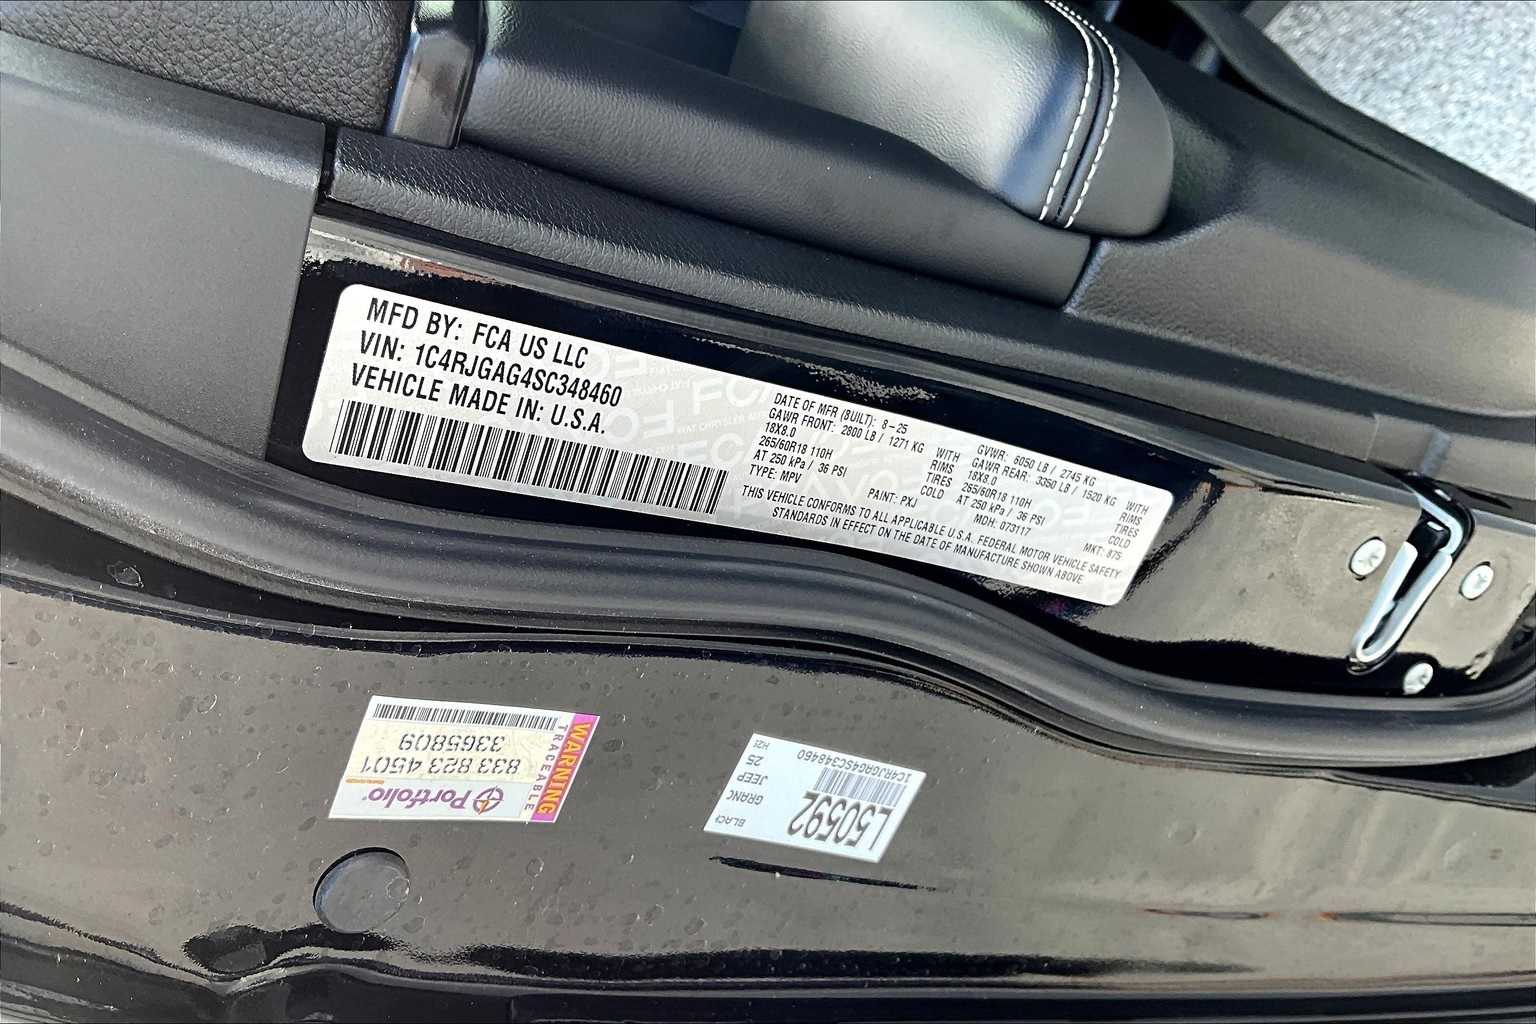 MFD BY: FCA US LLC
VIN: 1C4RJGAG4SC348460
VEHICLE MADE IN: U.S.A.
DATE OF MFR (BUILT): 8-25
GAWR FRONT: 2800 LB / 1271 KG WITH
18X8.0 RIMS
265/60R18 110H TIRES
AT 250 kPa / 36 PSI COLD
TYPE: MPV PAINT: PXJ
GVWR: 6050 LB / 2745 KG
GAWR REAR: 3350 LB / 1520 KG WITH
18X8.0 RIMS
265/60R18 110H TIRES
AT 250 kPa / 36 PSI COLD
MDH: 073117 MKT: 875
THIS VEHICLE CONFORMS TO ALL APPLICABLE U.S.A. FEDERAL MOTOR VEHICLE SAFETY
STANDARDS IN EFFECT ON THE DATE OF MANUFACTURE SHOWN ABOVE
WARNING
TRACEABLE
Portfolio
833 823 4501
3365809
L50592
1C4RJGAG4SC348460
BLACK
GRANC
JEEP
25
H25